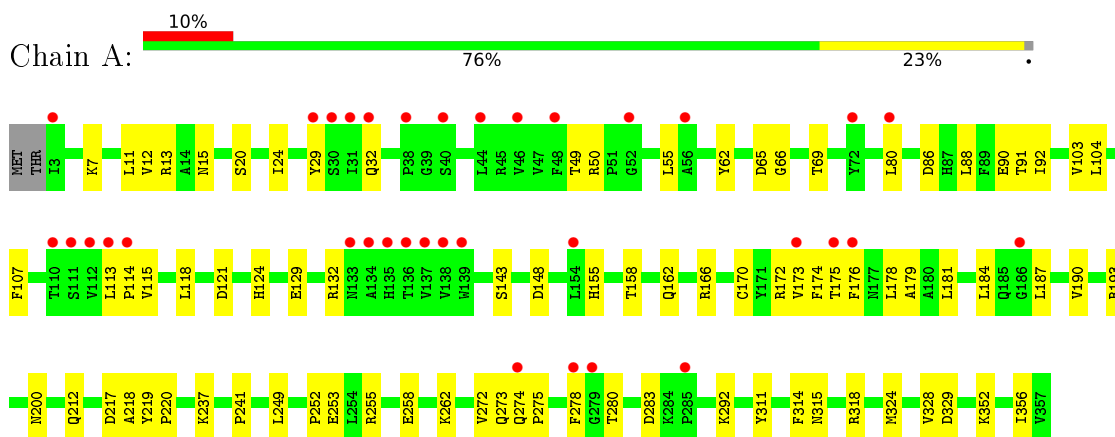 10%
Chain A:
76% 23% •
MET THR I3 K7 L11 V12 R13 A14 N15 S20 I24 Y29 S30 I31 Q32 P38 G39 S40 L44 R45 V46 V47 F48 T49 R50 P51 G52 L55 A56 Y62 D65 G66 T69 Y72 L80 D86 H87 L88 F89 E90 T91 I92 V103 L104
F107 T110 S111 V112 L113 P114 V115 L118 D121 H124 E129 R132 N133 A134 H135 T136 V137 V138 W139 S143 D148 L154 H155 T158 Q162 R166 C170 Y171 R172 V173 F174 T175 F176 N177 L178 A179 A180 L181 L184 Q185 G186 L187 V190
N200 Q212 D217 A218 Y219 P220 K237 P241 L249 P252 E253 L254 R255 E258 K262 V272 Q273 Q274 P275 F278 G279 T280 D283 K284 P285 K292 Y311 F314 N315 R318 M324 V328 D329 K352 I356 V357